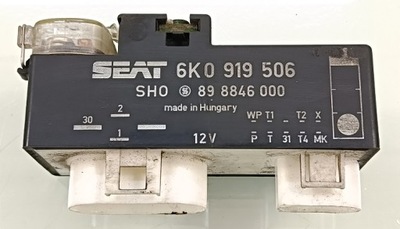 SEAT 6K0 919 506
SHO S 89 8846 000
made in Hungary
2
30
1
12V
WP T1 T2 X
P T 31 T4 MK